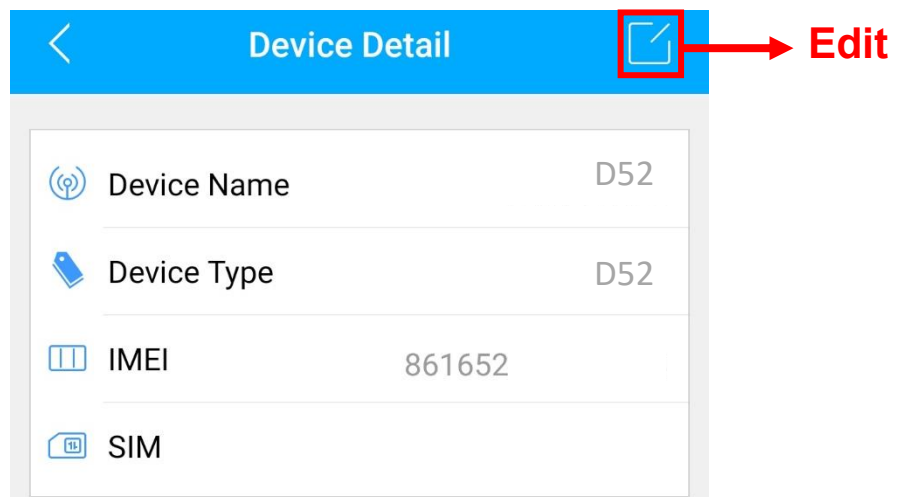 Device Detail
Edit
Device Name D52
Device Type D52
IMEI 861652
SIM